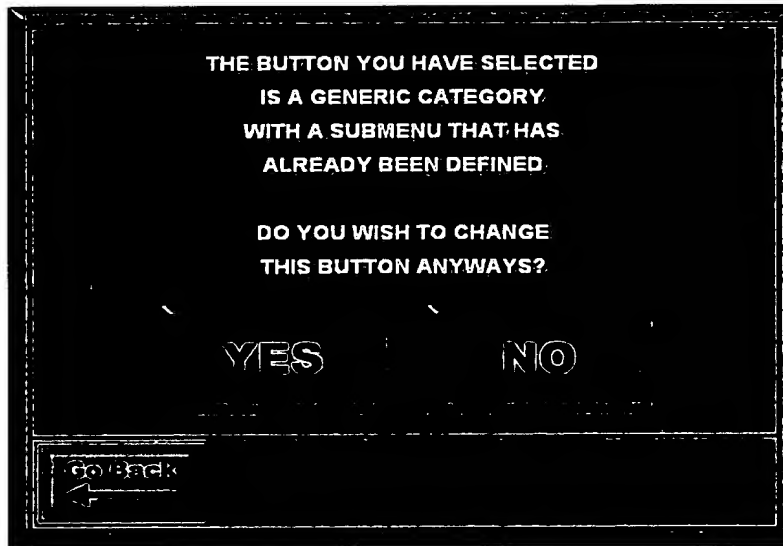 THE BUTTON YOU HAVE SELECTED
IS A GENERIC CATEGORY
WITH A SUBMENU THAT HAS
ALREADY BEEN DEFINED
DO YOU WISH TO CHANGE
THIS BUTTON ANYWAYS?
YES NO
Go Back